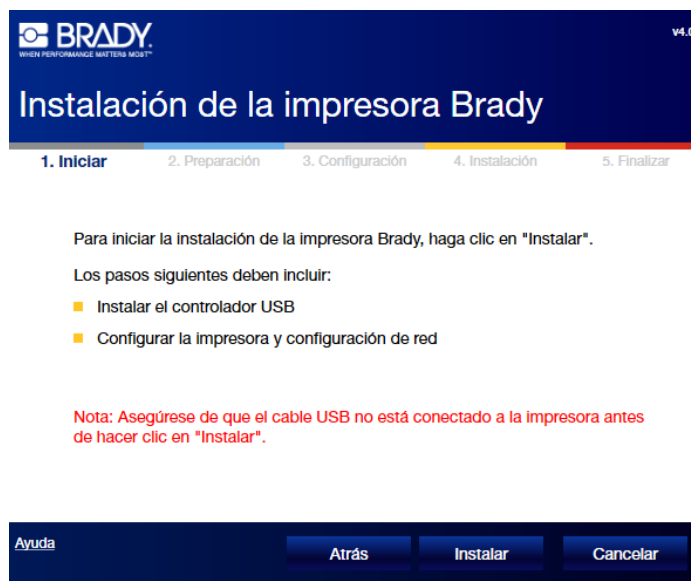 BRADY.
WHEN PERFORMANCE MATTERS MOST™
v4.0
Instalación de la impresora Brady
1. Iniciar 2. Preparación 3. Configuración 4. Instalación 5. Finalizar
Para iniciar la instalación de la impresora Brady, haga clic en "Instalar".
Los pasos siguientes deben incluir:
Instalar el controlador USB
Configurar la impresora y configuración de red
Nota: Asegúrese de que el cable USB no está conectado a la impresora antes
de hacer clic en "Instalar".
Ayuda Atrás Instalar Cancelar